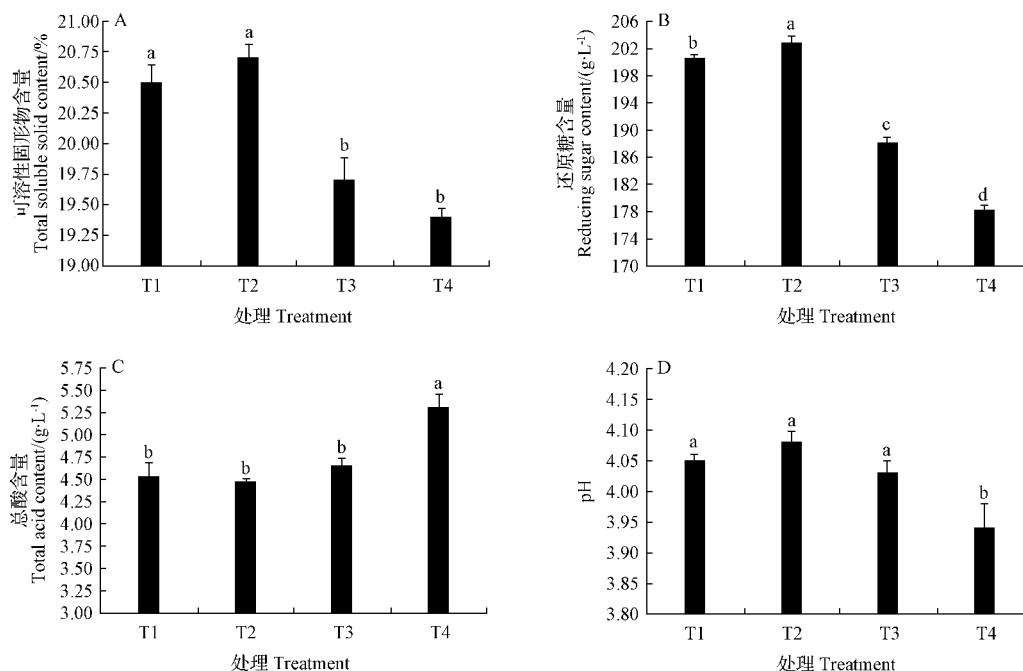 A
可溶性固形物含量
Total soluble solid content/%
21.00
20.75
20.50
20.25
20.00
19.75
19.50
19.25
19.00
a
a
b
b
T1
T2
T3
T4
处理 Treatment
B
还原糖含量
Reducing sugar content/(g·L⁻¹)
206
202
198
194
190
186
182
178
174
170
b
a
c
d
T1
T2
T3
T4
处理 Treatment
C
总酸含量
Total acid content/(g·L⁻¹)
5.75
5.50
5.25
5.00
4.75
4.50
4.25
4.00
3.75
3.50
3.25
3.00
b
b
b
a
T1
T2
T3
T4
处理 Treatment
D
pH
4.20
4.15
4.10
4.05
4.00
3.95
3.90
3.85
3.80
a
a
a
b
T1
T2
T3
T4
处理 Treatment